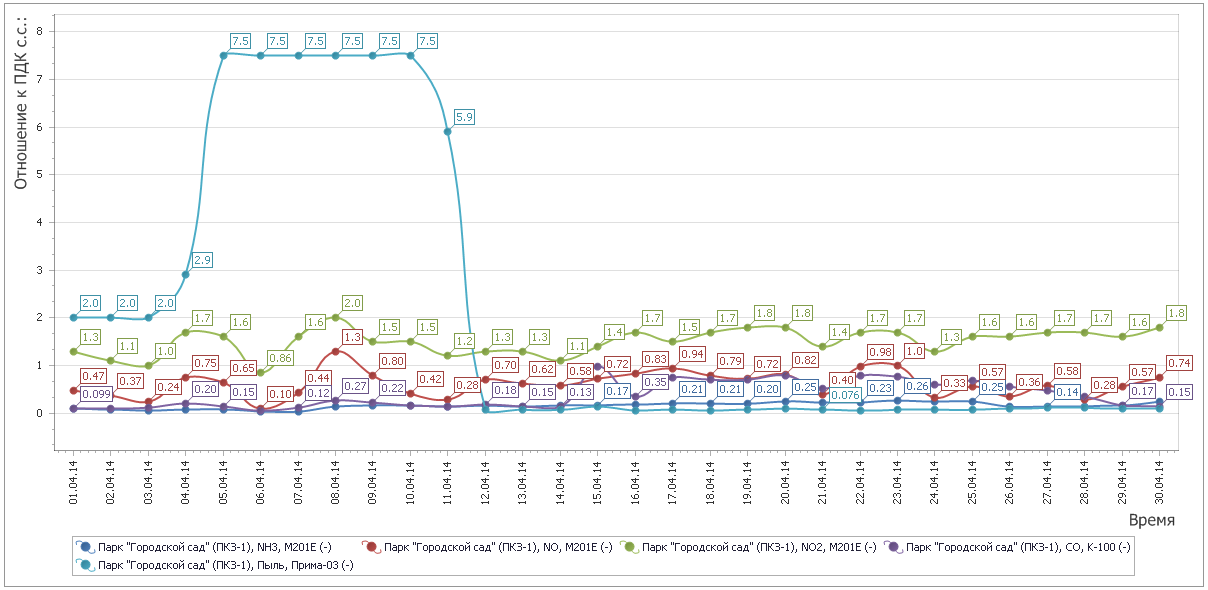 Отношение к ПДК с.с.:
8
7
6
5
4
3
2
1
0
7.5 7.5 7.5 7.5 7.5 7.5
5.9
2.9
2.0 2.0 2.0
1.3 1.1 1.0 1.7 1.6 0.86 1.6 2.0 1.5 1.5 1.2 1.3 1.3 1.1 1.4 1.7 1.5 1.7 1.8 1.8 1.4 1.7 1.7 1.3 1.6 1.6 1.7 1.7 1.6 1.8
0.47 0.37 0.24 0.75 0.65 0.10 0.44 1.3 0.80 0.42 0.28 0.70 0.62 0.58 0.72 0.83 0.94 0.79 0.72 0.82 0.40 0.98 1.0 0.33 0.57 0.36 0.58 0.28 0.57 0.74
0.099 0.20 0.15 0.12 0.27 0.22 0.18 0.15 0.13 0.17 0.35 0.21 0.21 0.20 0.25 0.076 0.23 0.26 0.25 0.14 0.17 0.15
01.04.14 02.04.14 03.04.14 04.04.14 05.04.14 06.04.14 07.04.14 08.04.14 09.04.14 10.04.14 11.04.14 12.04.14 13.04.14 14.04.14 15.04.14 16.04.14 17.04.14 18.04.14 19.04.14 20.04.14 21.04.14 22.04.14 23.04.14 24.04.14 25.04.14 26.04.14 27.04.14 28.04.14 29.04.14 30.04.14
Время
Парк "Городской сад" (ПКЗ-1), NH3, M201E (-) Парк "Городской сад" (ПКЗ-1), NO, M201E (-) Парк "Городской сад" (ПКЗ-1), NO2, M201E (-) Парк "Городской сад" (ПКЗ-1), CO, К-100 (-)
Парк "Городской сад" (ПКЗ-1), Пыль, Прима-03 (-)